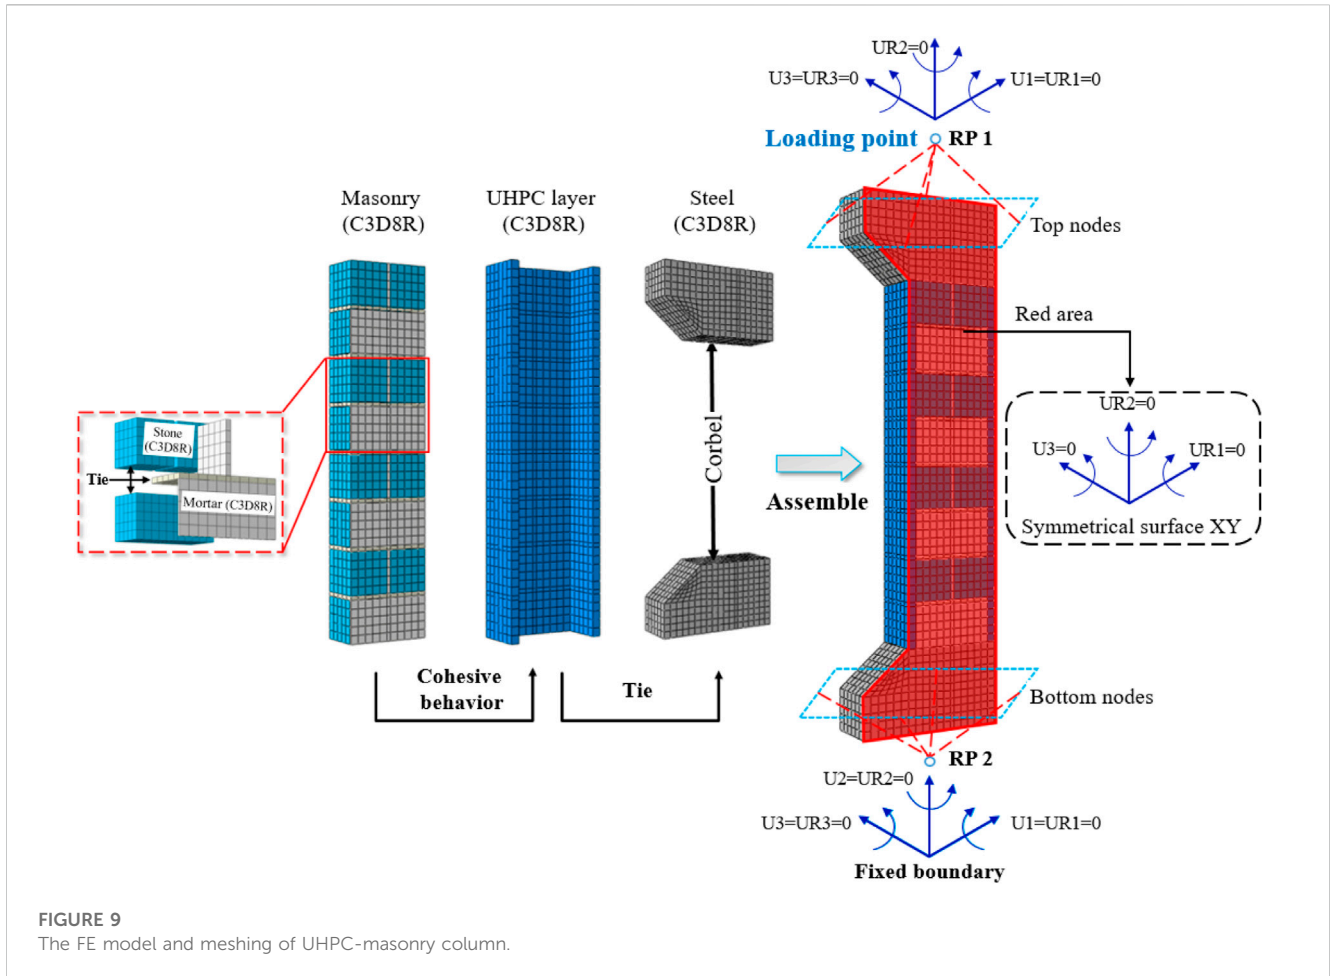 UR2=0
U3=UR3=0
U1=UR1=0
Loading point
RP 1
Masonry
(C3D8R)
UHPC layer
(C3D8R)
Steel
(C3D8R)
Top nodes
Red area
Stone
(C3D8R)
Tie
Mortar (C3D8R)
Corbel
Assemble
UR2=0
U3=0
UR1=0
Symmetrical surface XY
Cohesive
behavior
Tie
Bottom nodes
RP 2
U2=UR2=0
U3=UR3=0
U1=UR1=0
Fixed boundary
FIGURE 9
The FE model and meshing of UHPC-masonry column.